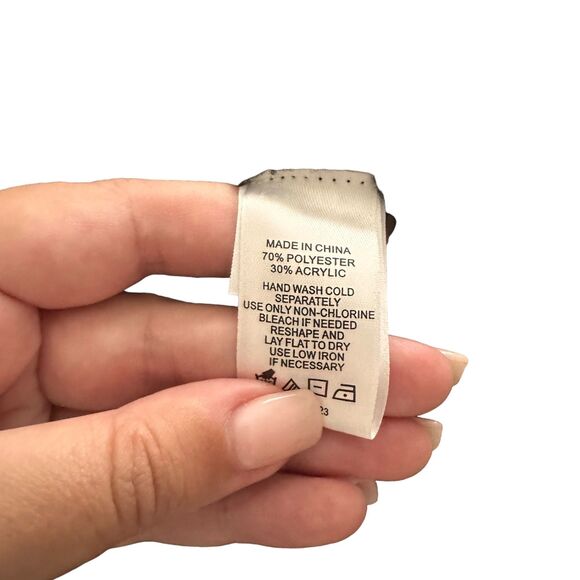 MADE IN CHINA
70% POLYESTER
30% ACRYLIC
HAND WASH COLD
SEPARATELY
USE ONLY NON-CHLORINE
BLEACH IF NEEDED
RESHAPE AND
LAY FLAT TO DRY
USE LOW IRON
IF NECESSARY
23